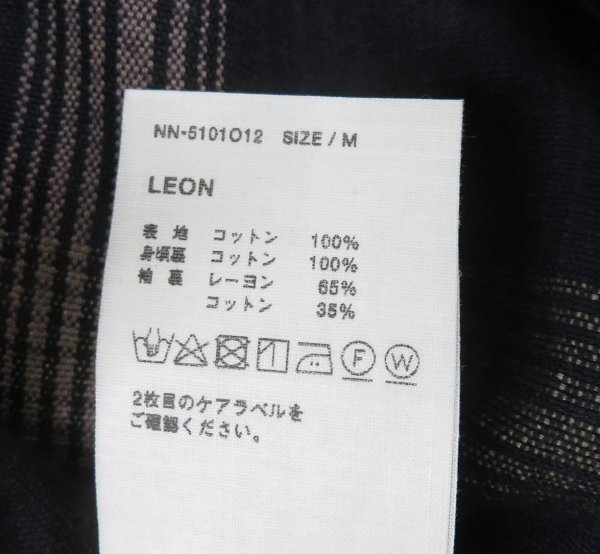 NN-5101012 SIZE / M
LEON
表 地 コットン 100%
身頃裏 コットン 100%
袖 裏 レーヨン 65%
コットン 35%
F W
2枚目のケアラベルを
ご確認ください。